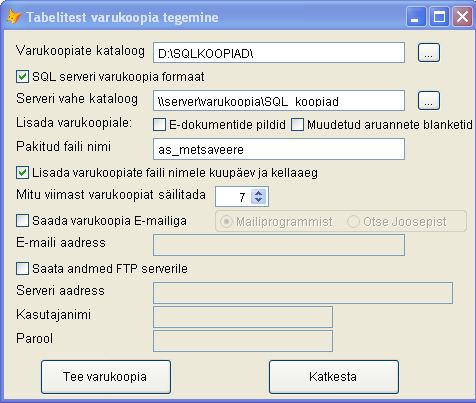 Tabelitest varukoopia tegemine
Varukoopiate kataloog D:\SQLKOOPIAD\ ...
SQL serveri varukoopia formaat
Serveri vahe kataloog \\server\varukoopia\SQL_koopiad ...
Lisada varukoopiale: E-dokumentide pildid Muudetud aruannete blanketid
Pakitud faili nimi as_metsaveere
Lisada varukoopiate faili nimele kuupäev ja kellaaeg
Mitu viimast varukoopiat säilitada 7
Saada varukoopia E-mailiga Mailiprogrammist Otse Joosepist
E-maili aadress
Saata andmed FTP serverile
Serveri aadress
Kasutajanimi
Parool
Tee varukoopia Katkesta